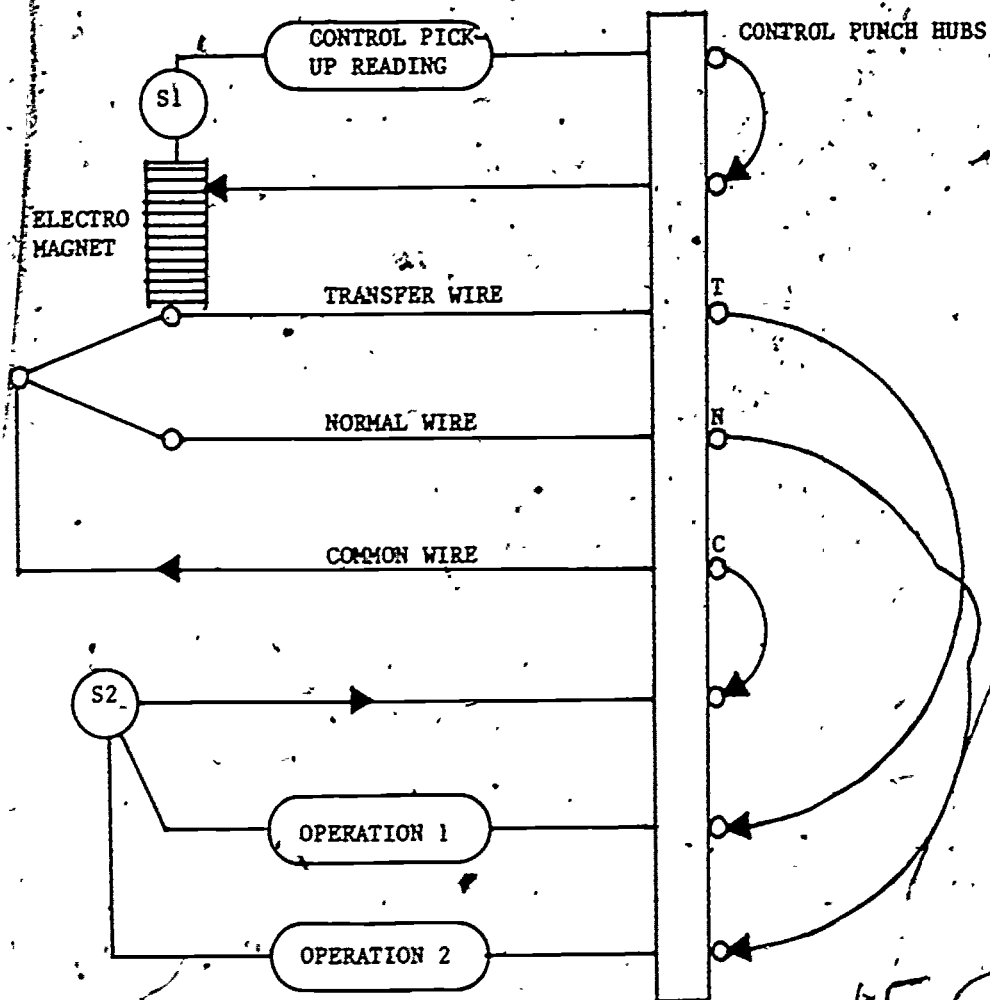 CONTROL PUNCH HUBS
CONTROL PICK-
UP READING
S1
ELECTRO
MAGNET
TRANSFER WIRE
T
NORMAL WIRE
N
COMMON WIRE
C
S2
OPERATION 1
OPERATION 2